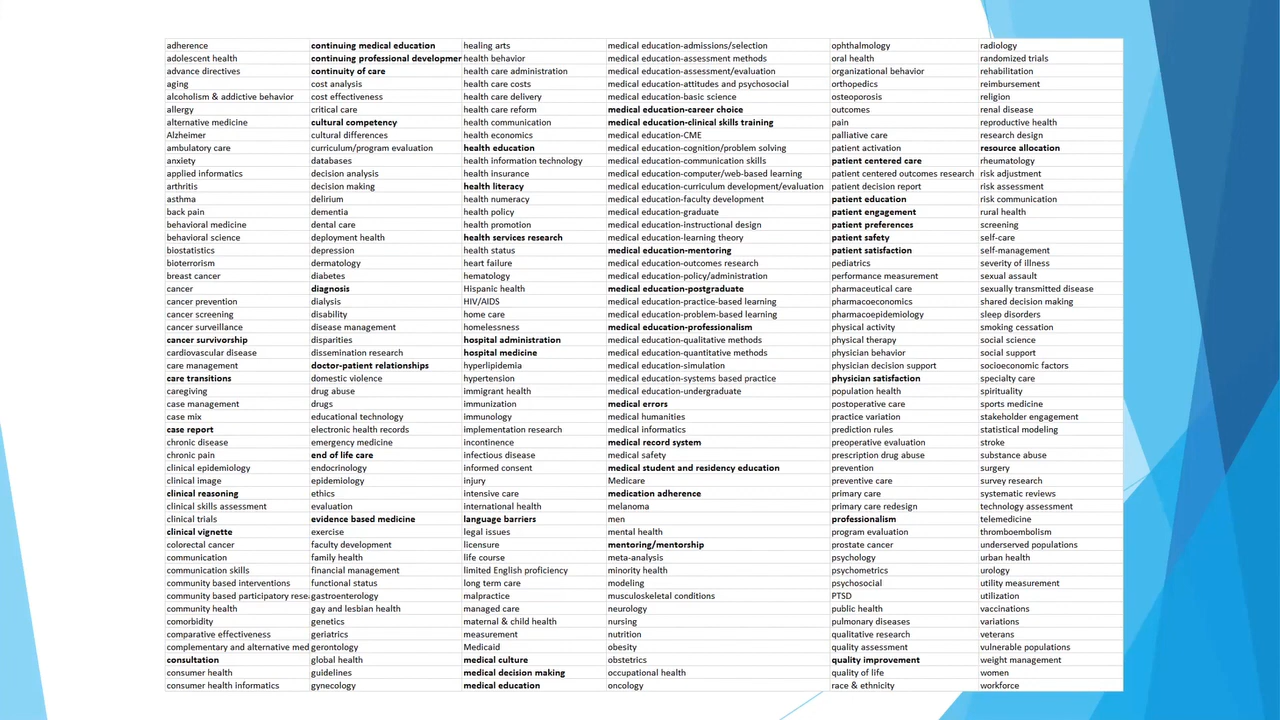 adherence
adolescent health
advance directives
aging
alcoholism & addictive behavior
allergy
alternative medicine
Alzheimer
ambulatory care
anxiety
applied informatics
arthritis
asthma
back pain
behavioral medicine
behavioral science
biostatistics
bioterrorism
breast cancer
cancer
cancer prevention
cancer screening
cancer surveillance
cancer survivorship
cardiovascular disease
care management
care transitions
caregiving
case management
case mix
case report
chronic disease
chronic pain
clinical epidemiology
clinical image
clinical reasoning
clinical skills assessment
clinical trials
clinical vignette
colorectal cancer
communication
communication skills
community based interventions
community based participatory rese
community health
comorbidity
comparative effectiveness
complementary and alternative med
consultation
consumer health
consumer health informatics
continuing medical education
continuing professional developmer
continuity of care
cost analysis
cost effectiveness
critical care
cultural competency
cultural differences
curriculum/program evaluation
databases
decision analysis
decision making
delirium
dementia
dental care
deployment health
depression
dermatology
diabetes
diagnosis
dialysis
disability
disease management
disparities
dissemination research
doctor-patient relationships
domestic violence
drug abuse
drugs
educational technology
electronic health records
emergency medicine
end of life care
endocrinology
epidemiology
ethics
evaluation
evidence based medicine
exercise
faculty development
family health
financial management
functional status
gastroenterology
gay and lesbian health
genetics
geriatrics
gerontology
global health
guidelines
gynecology
healing arts
health behavior
health care administration
health care costs
health care delivery
health care reform
health communication
health economics
health education
health information technology
health insurance
health literacy
health numeracy
health policy
health promotion
health services research
health status
heart failure
hematology
Hispanic health
HIV/AIDS
home care
homelessness
hospital administration
hospital medicine
hyperlipidemia
hypertension
immigrant health
immunization
immunology
implementation research
incontinence
infectious disease
informed consent
injury
intensive care
international health
language barriers
legal issues
licensure
life course
limited English proficiency
long term care
malpractice
managed care
maternal & child health
measurement
Medicaid
medical culture
medical decision making
medical education
medical education-admissions/selection
medical education-assessment methods
medical education-assessment/evaluation
medical education-attitudes and psychosocial
medical education-basic science
medical education-career choice
medical education-clinical skills training
medical education-CME
medical education-cognition/problem solving
medical education-communication skills
medical education-computer/web-based learning
medical education-curriculum development/evaluation
medical education-faculty development
medical education-graduate
medical education-instructional design
medical education-learning theory
medical education-mentoring
medical education-outcomes research
medical education-policy/administration
medical education-postgraduate
medical education-practice-based learning
medical education-problem-based learning
medical education-professionalism
medical education-qualitative methods
medical education-quantitative methods
medical education-simulation
medical education-systems based practice
medical education-undergraduate
medical errors
medical humanities
medical informatics
medical record system
medical safety
medical student and residency education
Medicare
medication adherence
melanoma
men
mental health
mentoring/mentorship
meta-analysis
minority health
modeling
musculoskeletal conditions
neurology
nursing
nutrition
obesity
obstetrics
occupational health
oncology
ophthalmology
oral health
organizational behavior
orthopedics
osteoporosis
outcomes
pain
palliative care
patient activation
patient centered care
patient centered outcomes research
patient decision report
patient education
patient engagement
patient preferences
patient safety
patient satisfaction
pediatrics
performance measurement
pharmaceutical care
pharmacoeconomics
pharmacoepidemiology
physical activity
physical therapy
physician behavior
physician decision support
physician satisfaction
population health
postoperative care
practice variation
prediction rules
preoperative evaluation
prescription drug abuse
prevention
preventive care
primary care
primary care redesign
professionalism
program evaluation
prostate cancer
psychology
psychometrics
psychosocial
PTSD
public health
pulmonary diseases
qualitative research
quality assessment
quality improvement
quality of life
race & ethnicity
radiology
randomized trials
rehabilitation
reimbursement
religion
renal disease
reproductive health
research design
resource allocation
rheumatology
risk adjustment
risk assessment
risk communication
rural health
screening
self-care
self-management
severity of illness
sexual assault
sexually transmitted disease
shared decision making
sleep disorders
smoking cessation
social science
social support
socioeconomic factors
specialty care
spirituality
sports medicine
stakeholder engagement
statistical modeling
stroke
substance abuse
surgery
survey research
systematic reviews
technology assessment
telemedicine
thromboembolism
underserved populations
urban health
urology
utility measurement
utilization
vaccinations
variations
veterans
vulnerable populations
weight management
women
workforce